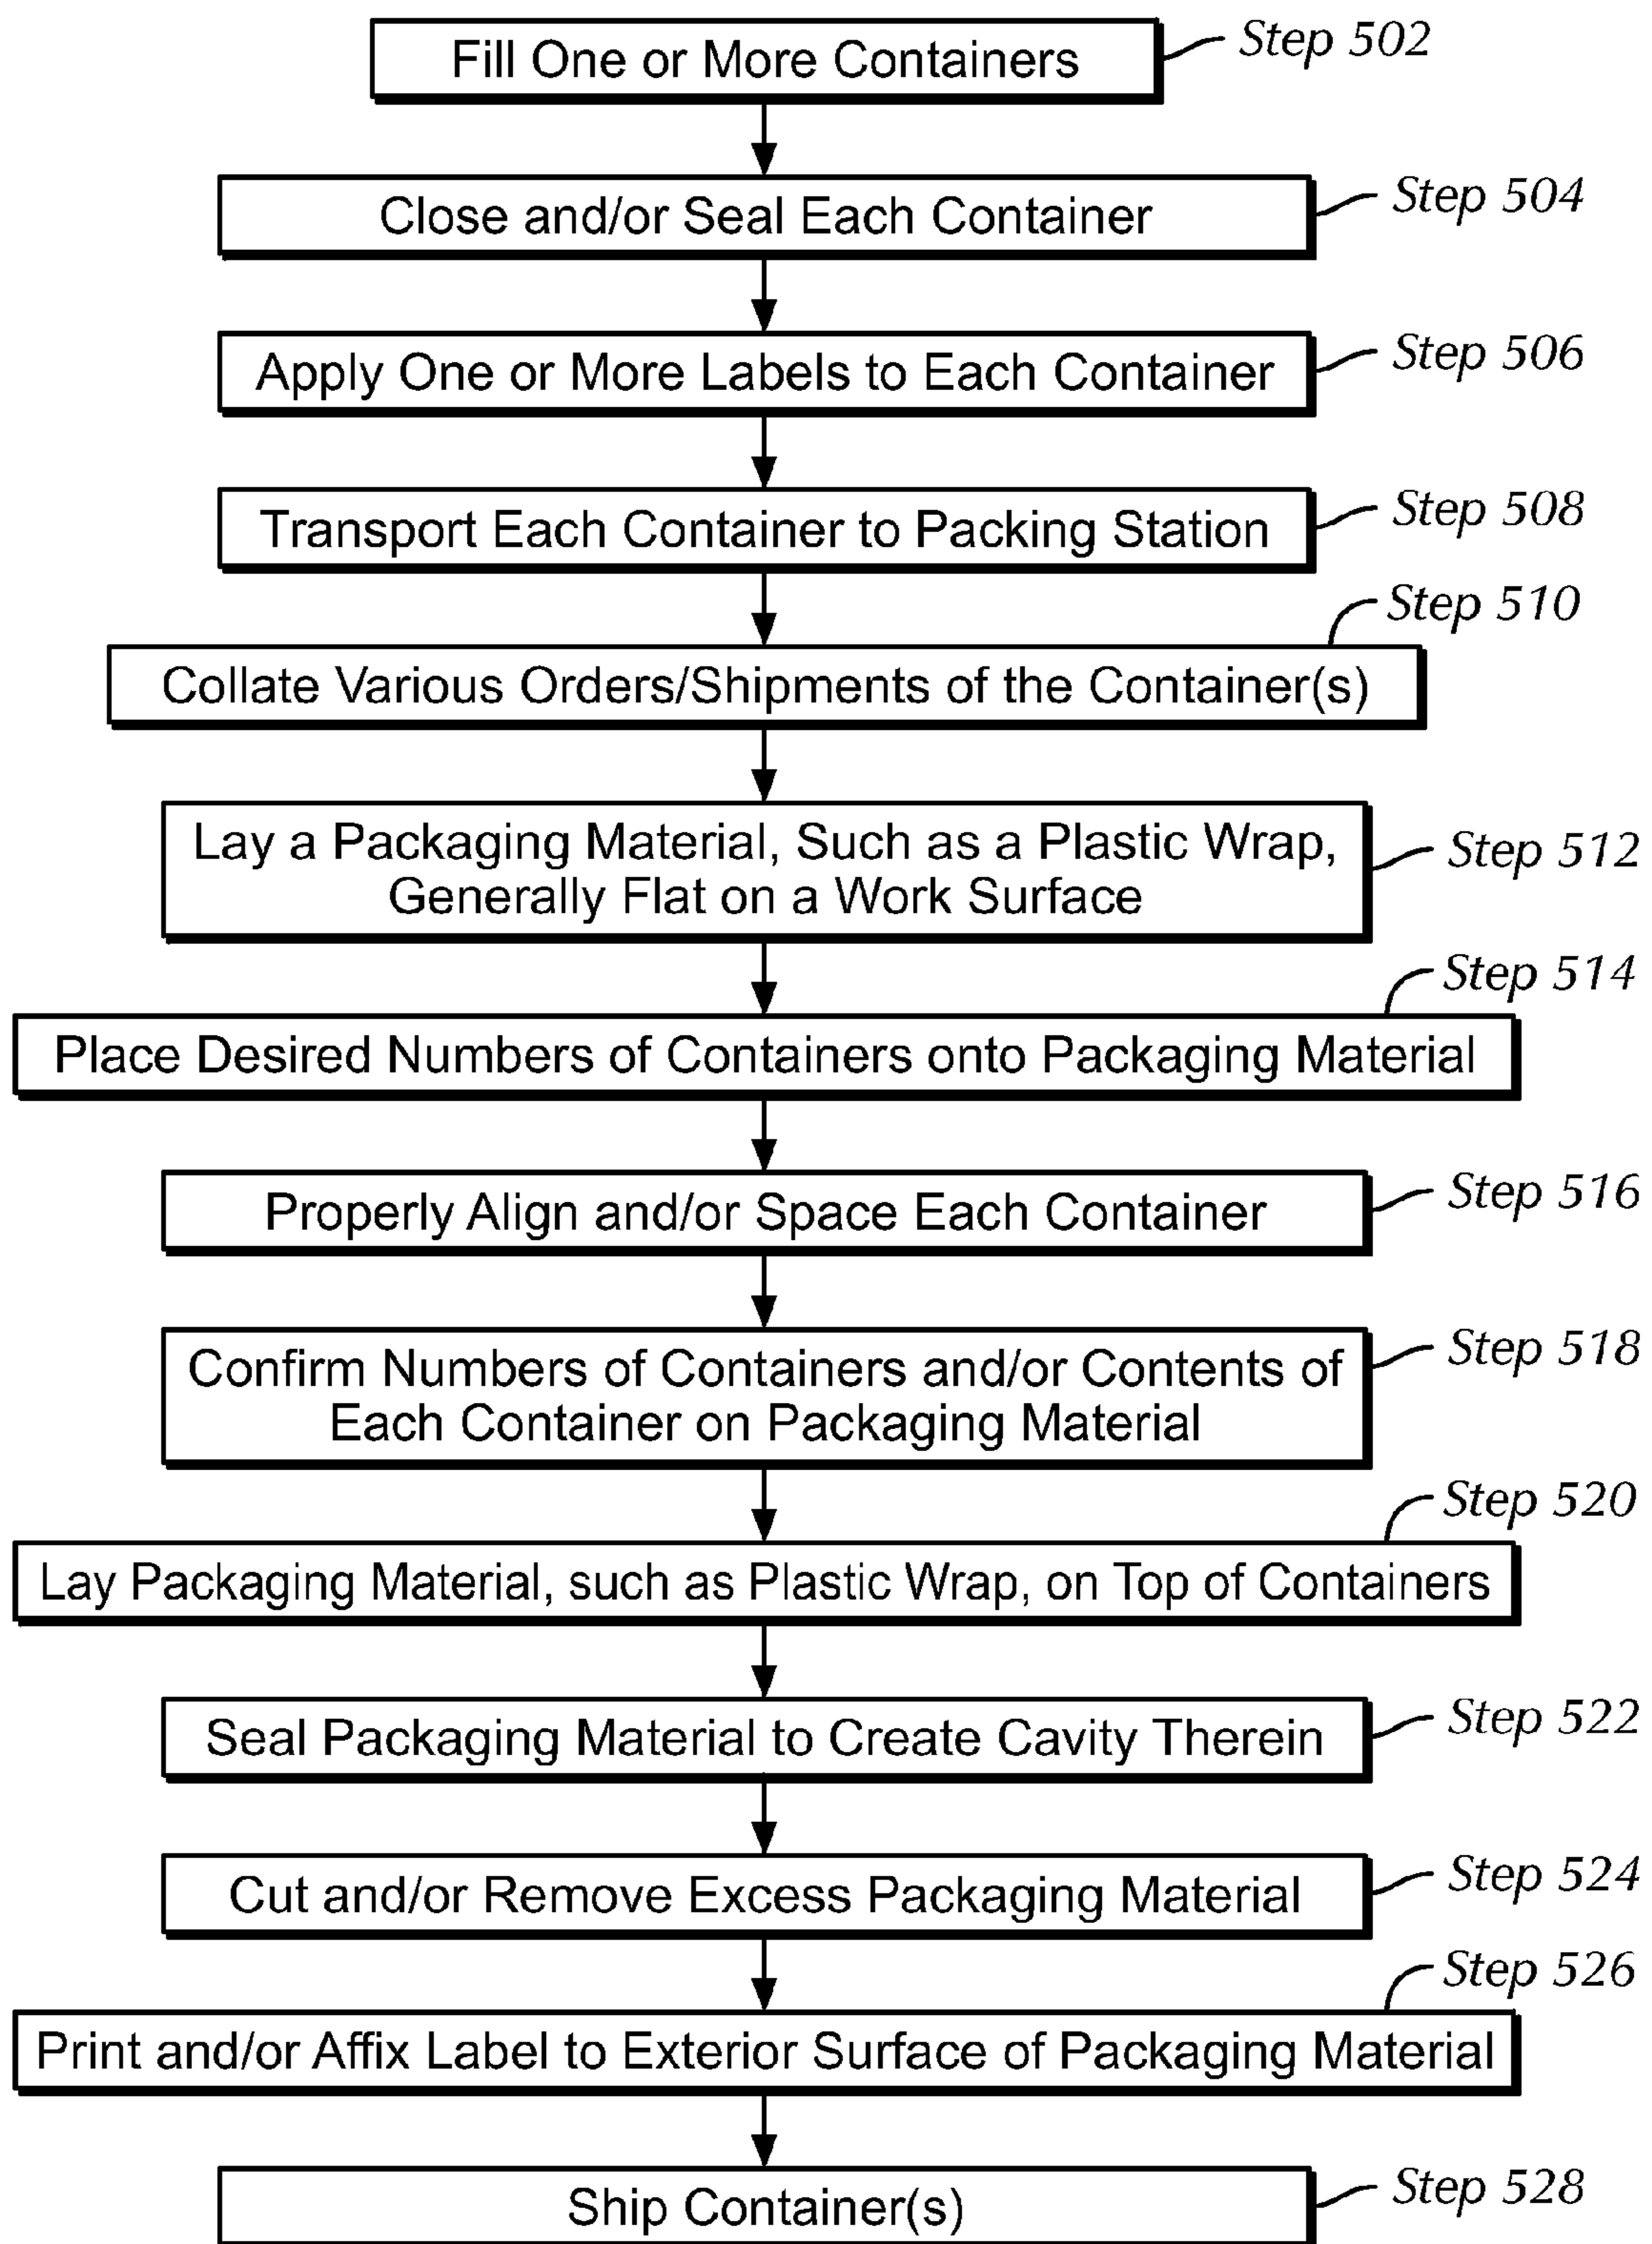 Fill One or More Containers
Step 502
Close and/or Seal Each Container
Step 504
Apply One or More Labels to Each Container
Step 506
Transport Each Container to Packing Station
Step 508
Step 510
Collate Various Orders/Shipments of the Container(s)
Lay a Packaging Material, Such as a Plastic Wrap,
Generally Flat on a Work Surface
Step 512
Step 514
Place Desired Numbers of Containers onto Packaging Material
Properly Align and/or Space Each Container
Step 516
Confirm Numbers of Containers and/or Contents of
Each Container on Packaging Material
Step 518
Step 520
Lay Packaging Material, such as Plastic Wrap, on Top of Containers
Seal Packaging Material to Create Cavity Therein
Step 522
Cut and/or Remove Excess Packaging Material
Step 524
Step 526
Print and/or Affix Label to Exterior Surface of Packaging Material
Ship Container(s)
Step 528